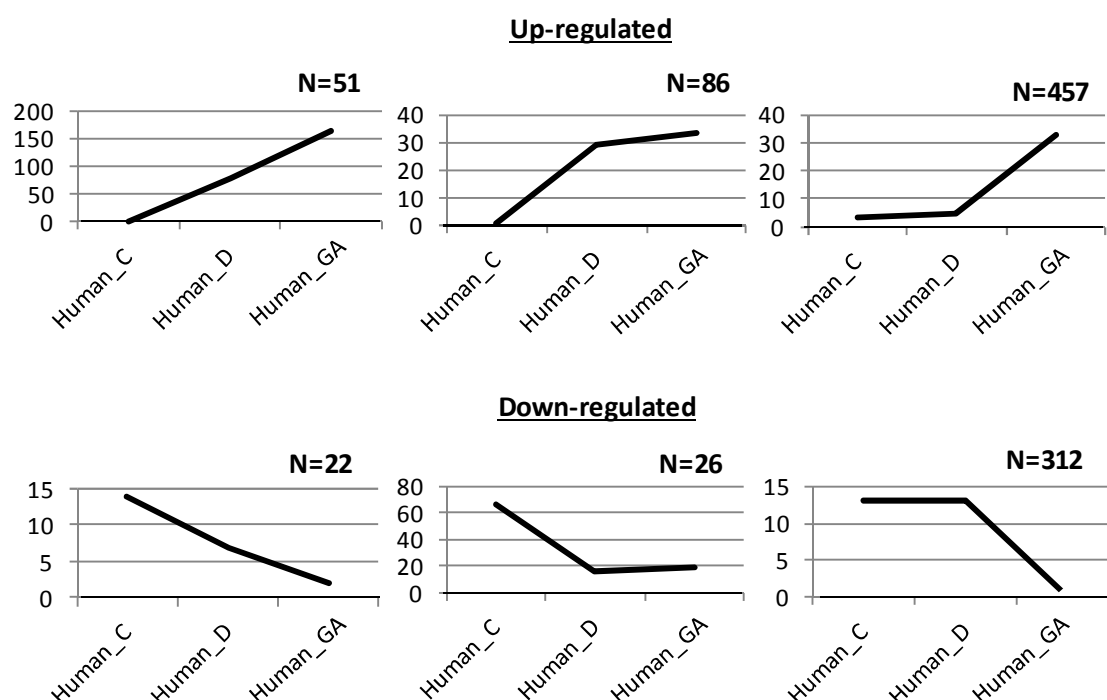 Up-regulated
N=51
200
150
100
50
0
Human_C
Human_D
Human_GA
N=86
40
30
20
10
0
Human_C
Human_D
Human_GA
N=457
40
30
20
10
0
Human_C
Human_D
Human_GA
Down-regulated
N=22
15
10
5
0
Human_C
Human_D
Human_GA
N=26
80
60
40
20
0
Human_C
Human_D
Human_GA
N=312
15
10
5
0
Human_C
Human_D
Human_GA